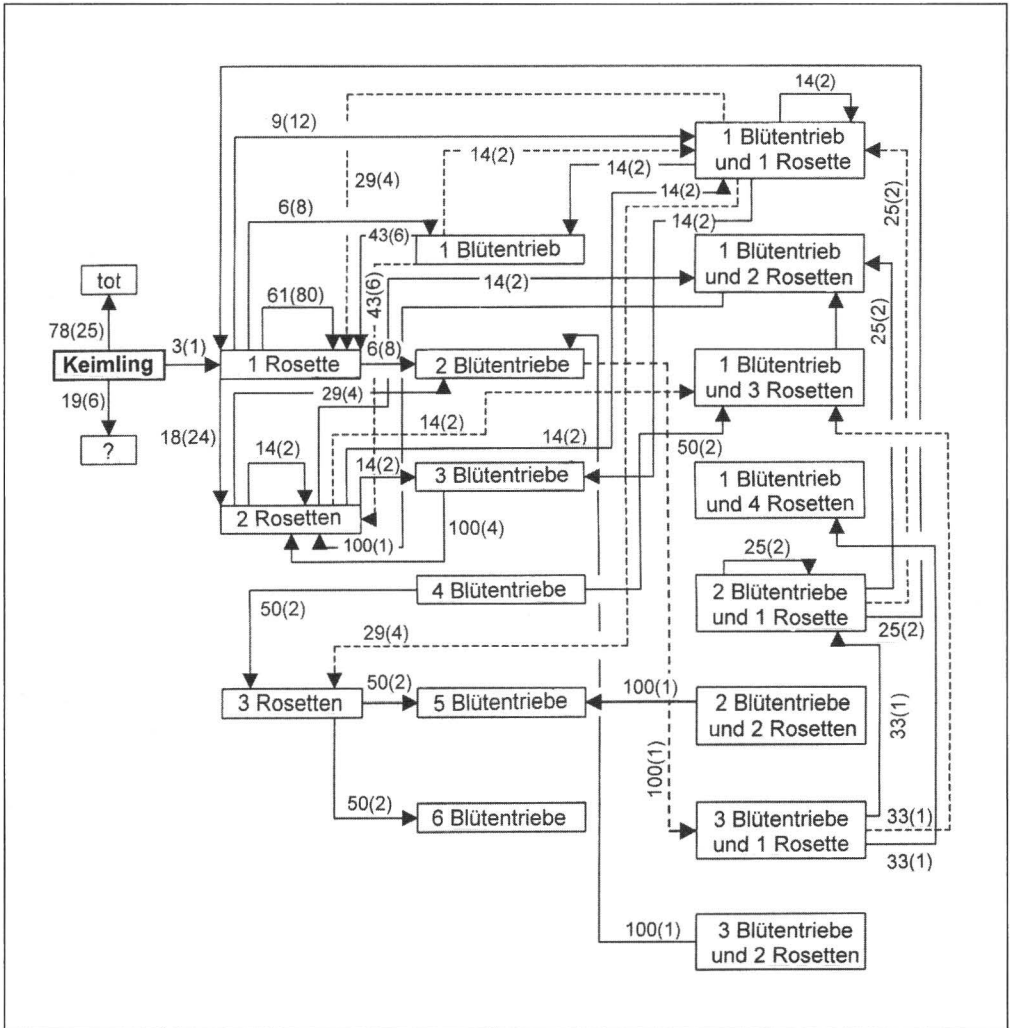 14(2)
9(12)
1 Blütentrieb
und 1 Rosette
14(2)
14(2)
29(4)
14(2)
25(2)
6(8)
14(2)
43(6)
1 Blütentrieb
1 Blütentrieb
und 2 Rosetten
tot
43(6)
14(2)
61(80)
25(2)
78(25)
3(1)
6(8)
Keimling
1 Rosette
2 Blütentriebe
1 Blütentrieb
und 3 Rosetten
19(6)
29(4)
18(24)
14(2)
14(2)
50(2)
?
14(2)
14(2)
3 Blütentriebe
1 Blütentrieb
und 4 Rosetten
2 Rosetten
100(1)
100(4)
25(2)
4 Blütentriebe
2 Blütentriebe
und 1 Rosette
50(2)
29(4)
25(2)
3 Rosetten
50(2)
5 Blütentriebe
100(1)
2 Blütentriebe
und 2 Rosetten
33(1)
100(1)
50(2)
6 Blütentriebe
3 Blütentriebe
und 1 Rosette
33(1)
33(1)
100(1)
3 Blütentriebe
und 2 Rosetten